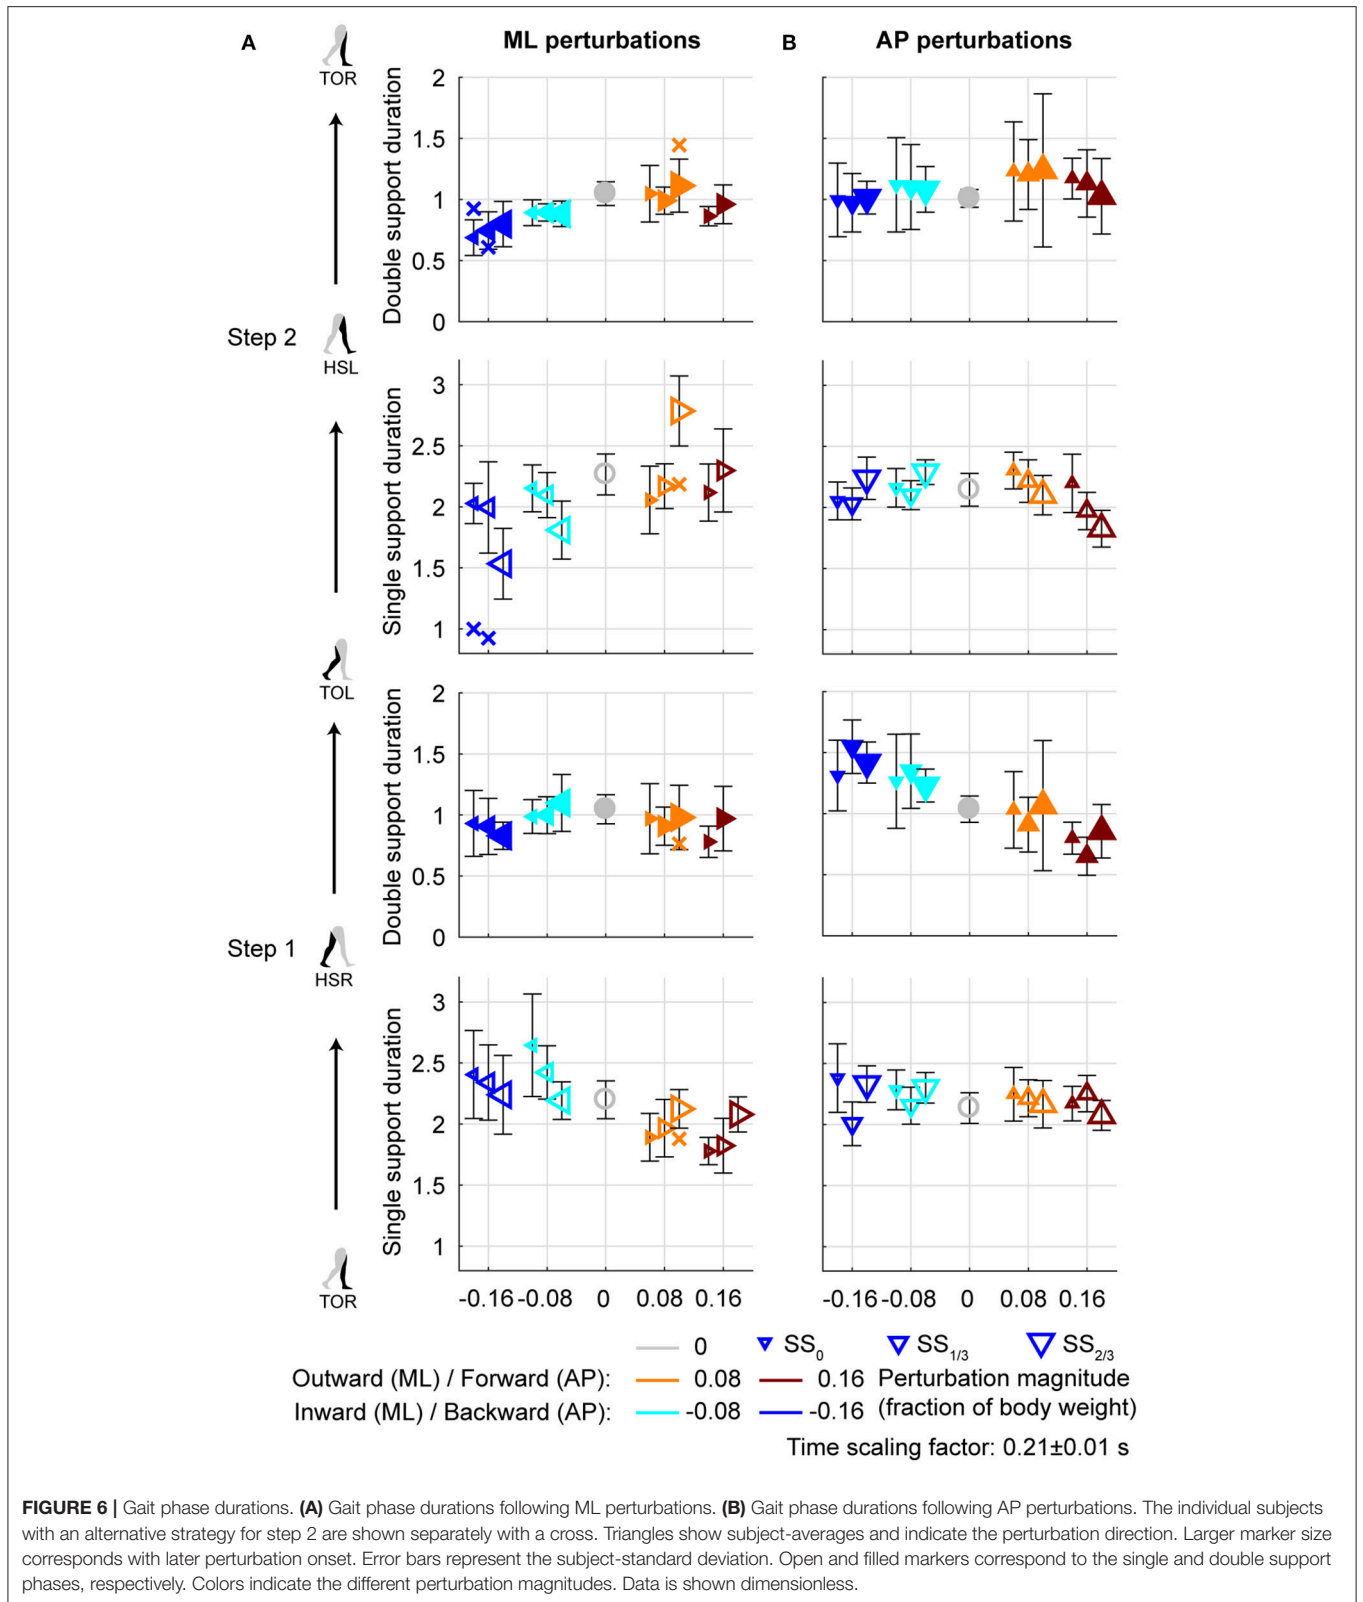 A
ML perturbations
B
AP perturbations
TOR
Double support duration
2
1.5
1
0.5
0
Step 2
HSL
Single support duration
3
2.5
2
1.5
1
TOL
Double support duration
2
1.5
1
0.5
0
Step 1
HSR
Single support duration
3
2.5
2
1.5
1
TOR
-0.16 -0.08 0 0.08 0.16
-0.16 -0.08 0 0.08 0.16
0 SS0 SS1/3 SS2/3
Outward (ML) / Forward (AP): 0.08 0.16 Perturbation magnitude
Inward (ML) / Backward (AP): -0.08 -0.16 (fraction of body weight)
Time scaling factor: 0.21±0.01 s
FIGURE 6 | Gait phase durations. (A) Gait phase durations following ML perturbations. (B) Gait phase durations following AP perturbations. The individual subjects
with an alternative strategy for step 2 are shown separately with a cross. Triangles show subject-averages and indicate the perturbation direction. Larger marker size
corresponds with later perturbation onset. Error bars represent the subject-standard deviation. Open and filled markers correspond to the single and double support
phases, respectively. Colors indicate the different perturbation magnitudes. Data is shown dimensionless.